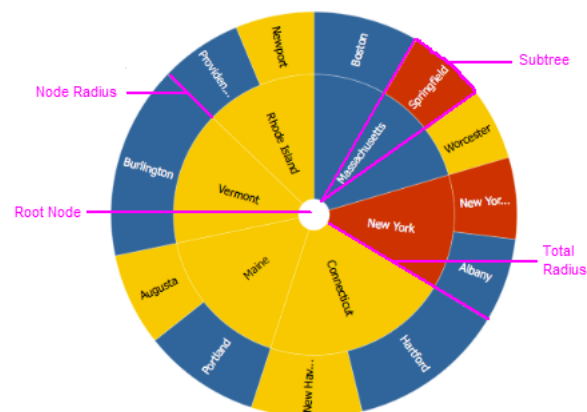 Newport
Boston
Providen...
Springfield
Subtree
Node Radius
Rhode Island
Massachusetts
Worcester
Burlington
Vermont
Root Node
New York
New Yor...
Total
Radius
Albany
Augusta
Maine
Connecticut
Portland
Hartford
New Hav...